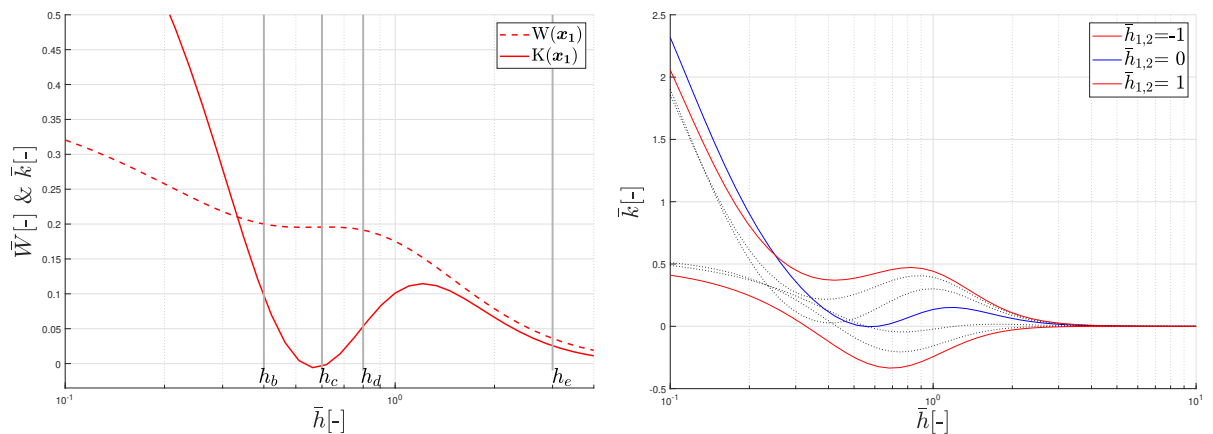 0.5
0.45
0.4
0.35
0.3
0.25
0.2
0.15
0.1
0.05
0
W̄[-] & k̄[-]
W(x₁)
K(x₁)
h_b
h_c
h_d
h_e
10⁻¹
10⁰
h̄[-]
2.5
2
1.5
1
0.5
0
-0.5
k̄[-]
h̄₁,₂=-1
h̄₁,₂= 0
h̄₁,₂= 1
10⁻¹
10⁰
10¹
h̄[-]